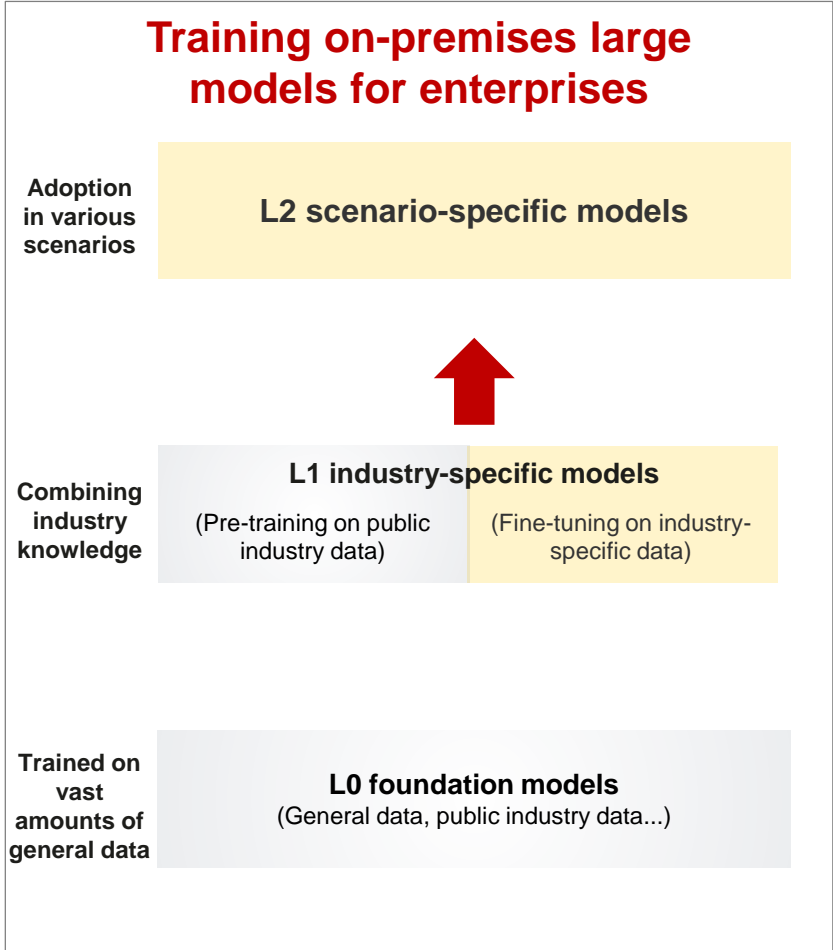 Training on-premises large
models for enterprises
Adoption
in various
scenarios
L2 scenario-specific models
Combining
industry
knowledge
L1 industry-specific models
(Pre-training on public
industry data)
(Fine-tuning on industry-
specific data)
Trained on
vast
amounts of
general data
L0 foundation models
(General data, public industry data...)